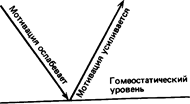 Мотивация ослабевает
Мотивация усиливается
Гомеостатический
уровень